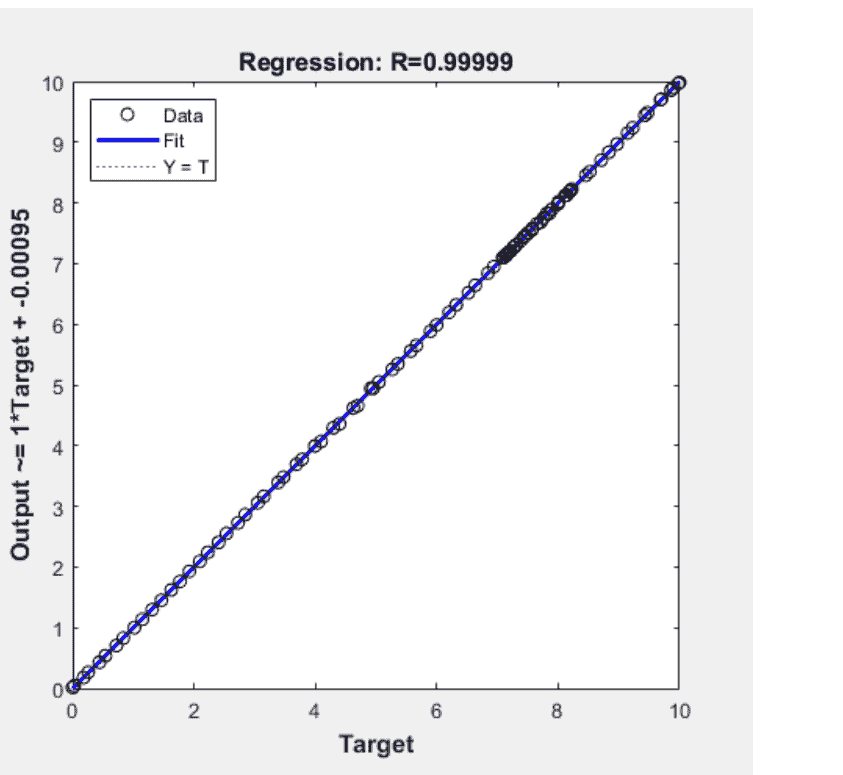 Regression: R=0.99999
Data
Fit
Y = T
Output ~= 1*Target + -0.00095
10
9
8
7
6
5
4
3
2
1
0
0 2 4 6 8 10
Target